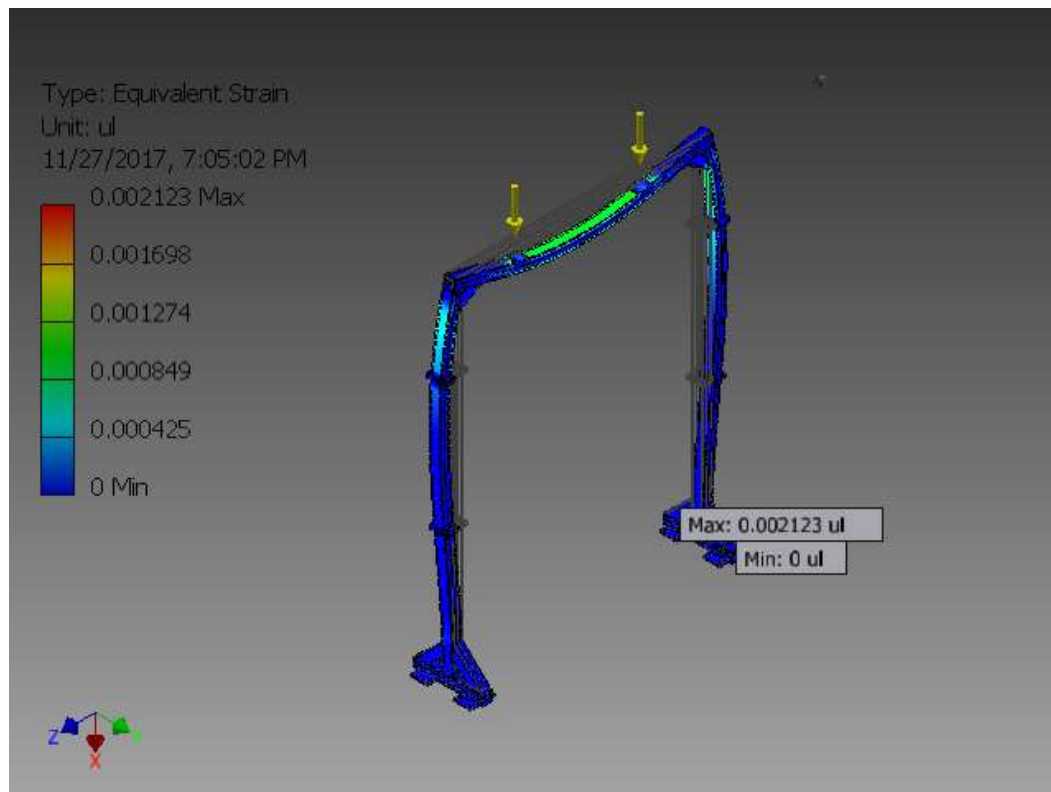 Type: Equivalent Strain
Unit: ul
11/27/2017, 7:05:02 PM
0.002123 Max
0.001698
0.001274
0.000849
0.000425
0 Min
Max: 0.002123 ul
Min: 0 ul
Z
X